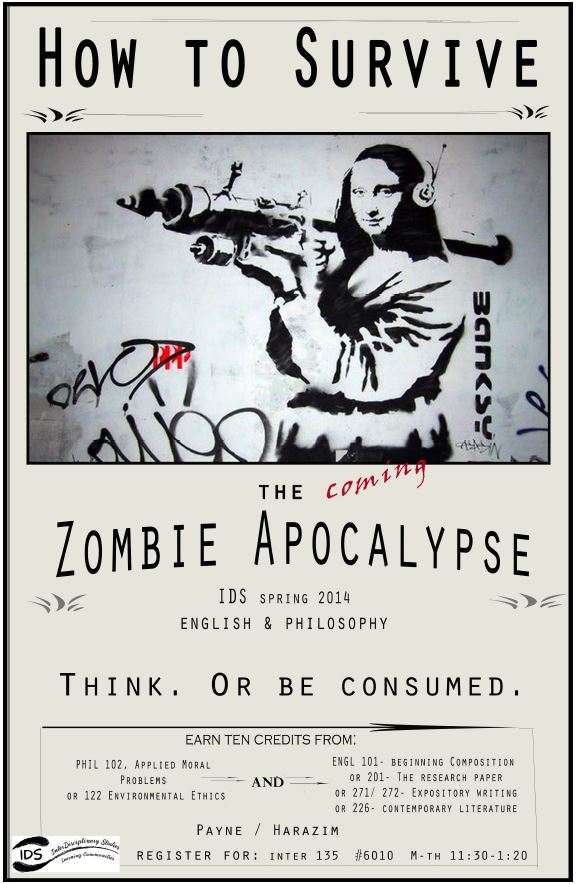 HOW TO SURVIVE
BANKSY
THE coming
ZOMBIE APOCALYPSE
IDS SPRING 2014
ENGLISH & PHILOSOPHY
THINK. OR BE CONSUMED.
EARN TEN CREDITS FROM:
PHIL 102, APPLIED MORAL
PROBLEMS
OR 122 ENVIRONMENTAL ETHICS
AND
ENGL 101- BEGINNING COMPOSITION
OR 201- THE RESEARCH PAPER
OR 271/ 272- EXPOSITORY WRITING
OR 226- CONTEMPORARY LITERATURE
PAYNE / HARAZIM
IDS InterDisciplinary Studies
Learning Communities
REGISTER FOR: INTER 135 #6010 M-TH 11:30-1:20